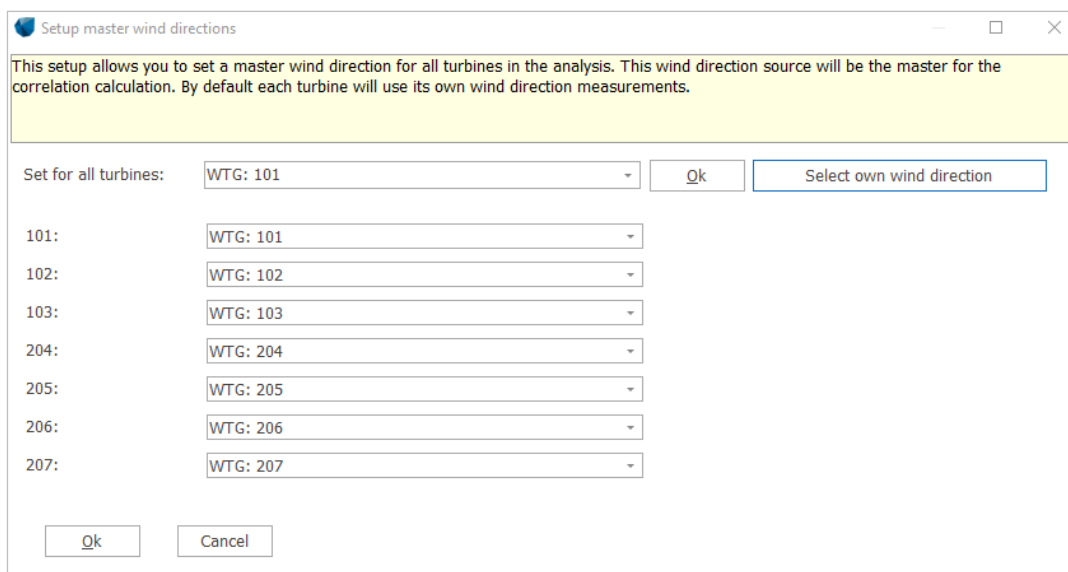 Setup master wind directions
This setup allows you to set a master wind direction for all turbines in the analysis. This wind direction source will be the master for the
correlation calculation. By default each turbine will use its own wind direction measurements.
Set for all turbines: WTG: 101 Ok Select own wind direction
101: WTG: 101
102: WTG: 102
103: WTG: 103
204: WTG: 204
205: WTG: 205
206: WTG: 206
207: WTG: 207
Ok Cancel